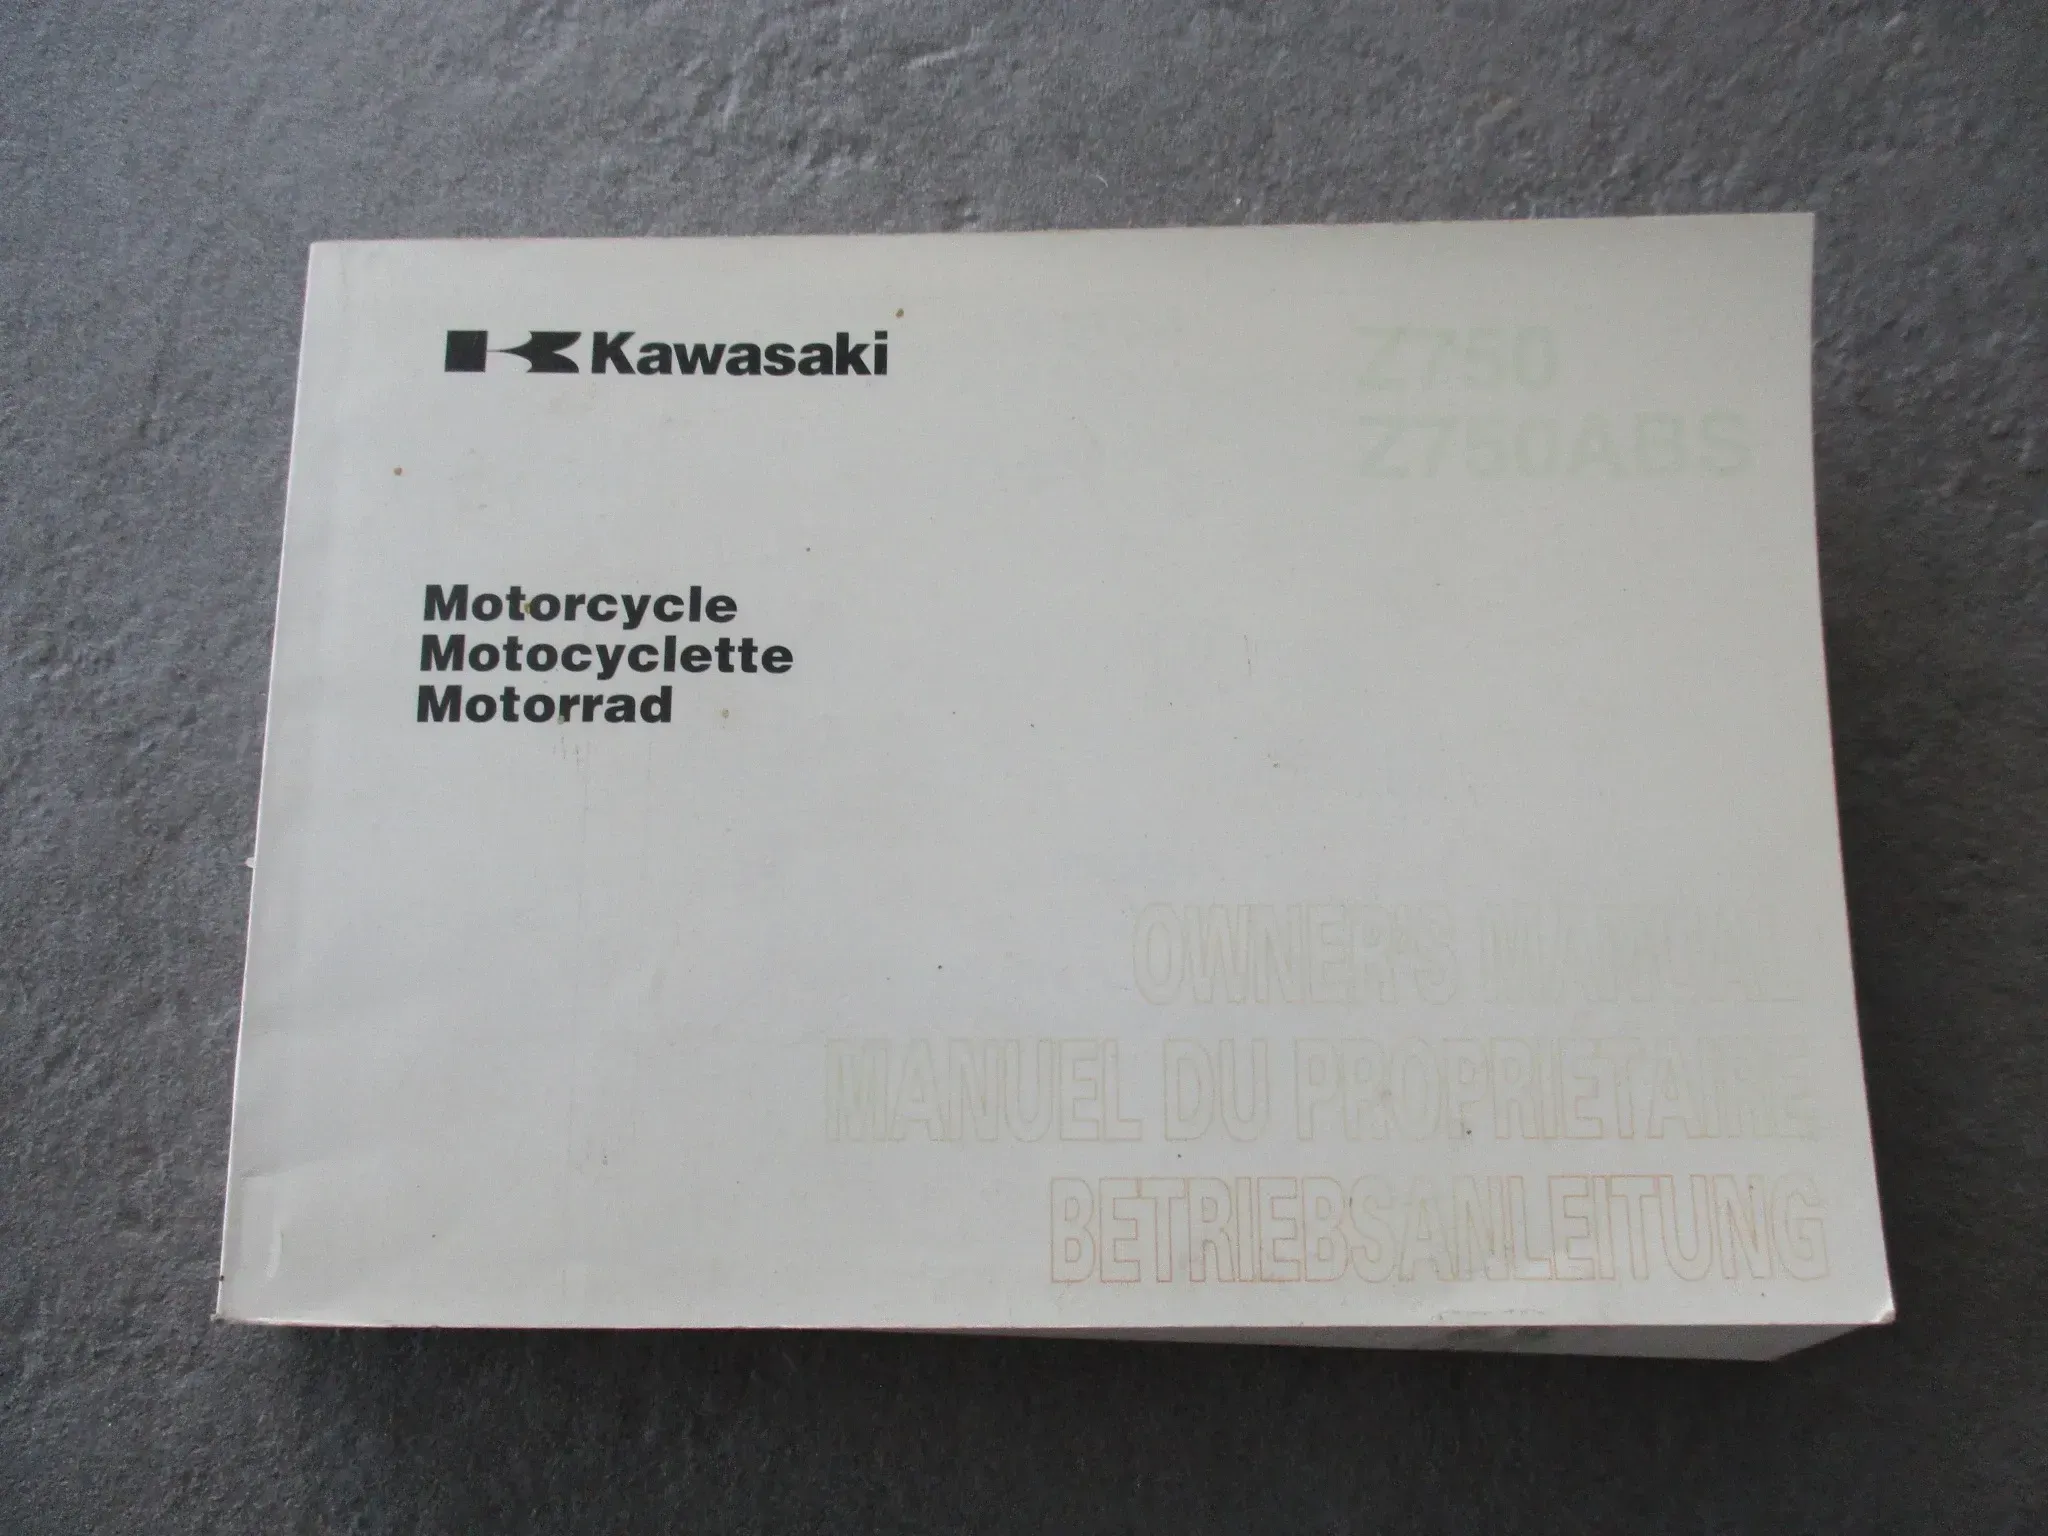 Kawasaki
Z750
Z750ABS
Motorcycle
Motocyclette
Motorrad
OWNER'S MANUAL
MANUEL DU PROPRIETAIRE
BETRIEBSANLEITUNG